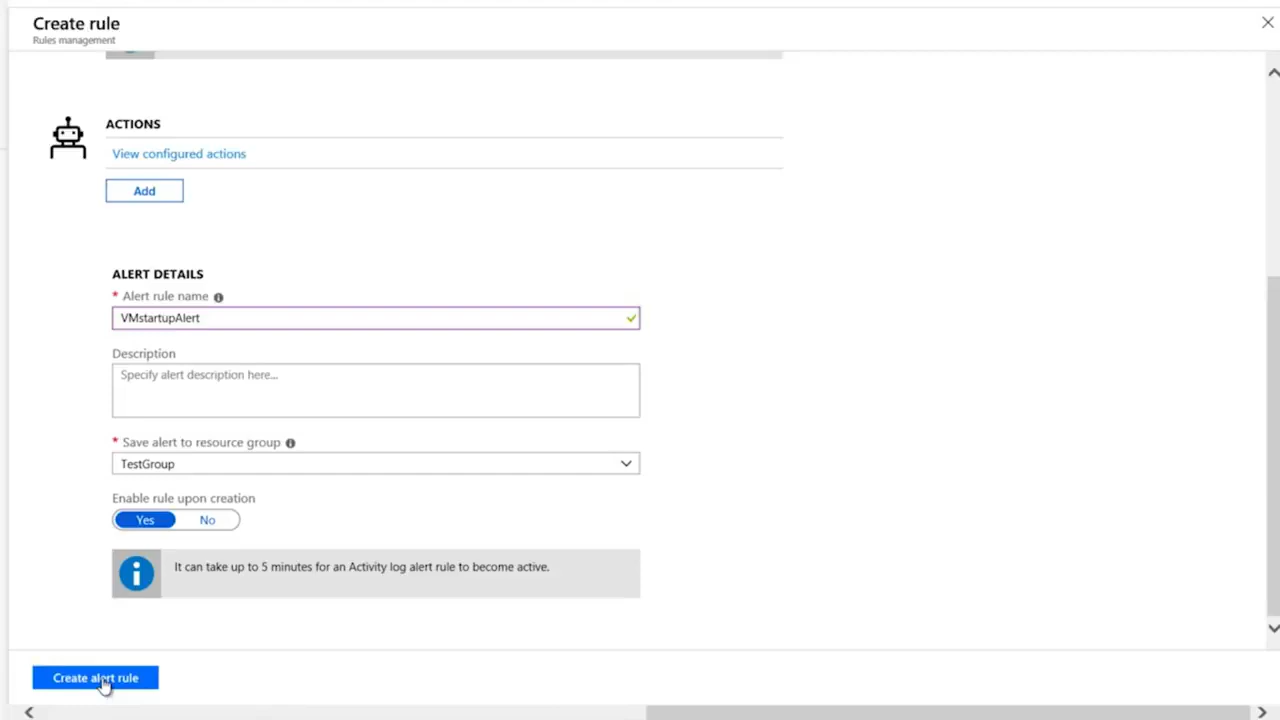 Create rule
Rules management
ACTIONS
View configured actions
Add
ALERT DETAILS
* Alert rule name
VMstartupAlert
Description
Specify alert description here...
* Save alert to resource group
TestGroup
Enable rule upon creation
Yes No
It can take up to 5 minutes for an Activity log alert rule to become active.
Create alert rule